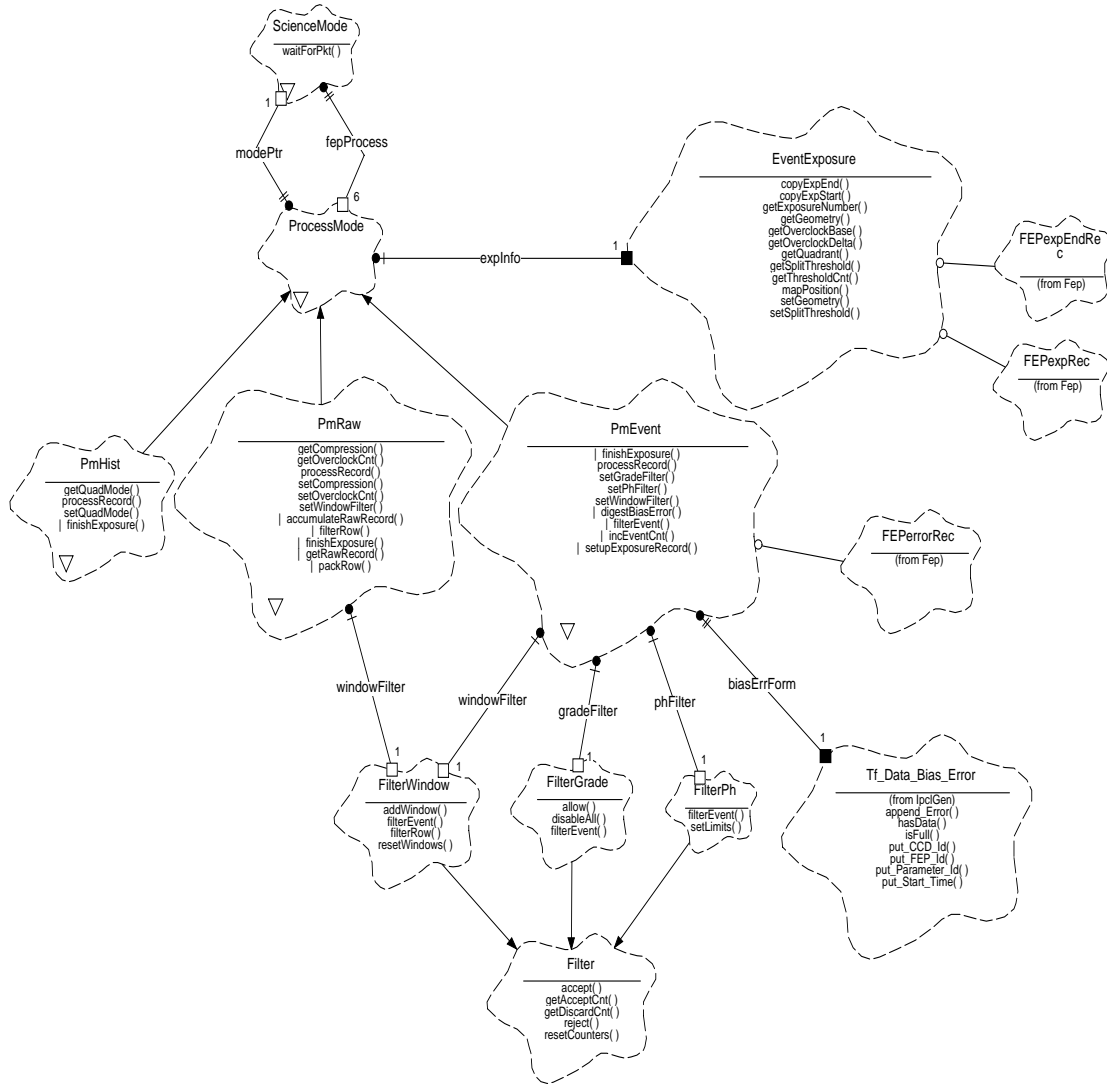 ScienceMode
waitForPkt( )
1
modePtr
fepProcess
6
ProcessMode
expInfo
1
EventExposure
copyExpEnd( )
copyExpStart( )
getExposureNumber( )
getGeometry( )
getOverclockBase( )
getOverclockDelta( )
getQuadrant( )
getSplitThreshold( )
getThresholdCnt( )
mapPosition( )
setGeometry( )
setSplitThreshold( )
FEPexpEndRe
c
(from Fep)
FEPexpRec
(from Fep)
PmHist
getQuadMode( )
processRecord( )
setQuadMode( )
| finishExposure( )
PmRaw
getCompression( )
getOverclockCnt( )
processRecord( )
setCompression( )
setOverclockCnt( )
setWindowFilter( )
| accumulateRawRecord( )
| filterRow( )
| finishExposure( )
| getRawRecord( )
| packRow( )
PmEvent
| finishExposure( )
processRecord( )
setGradeFilter( )
setPhFilter( )
setWindowFilter( )
| digestBiasError( )
| filterEvent( )
| incEventCnt( )
| setupExposureRecord( )
FEPerrorRec
(from Fep)
windowFilter
windowFilter
gradeFilter
phFilter
biasErrForm
1
1
1
1
1
FilterWindow
addWindow( )
filterEvent( )
filterRow( )
resetWindows( )
FilterGrade
allow( )
disableAll( )
filterEvent( )
FilterPh
filterEvent( )
setLimits( )
Tf_Data_Bias_Error
(from IpclGen)
append_Error( )
hasData( )
isFull( )
put_CCD_Id( )
put_FEP_Id( )
put_Parameter_Id( )
put_Start_Time( )
Filter
accept( )
getAcceptCnt( )
getDiscardCnt( )
reject( )
resetCounters( )